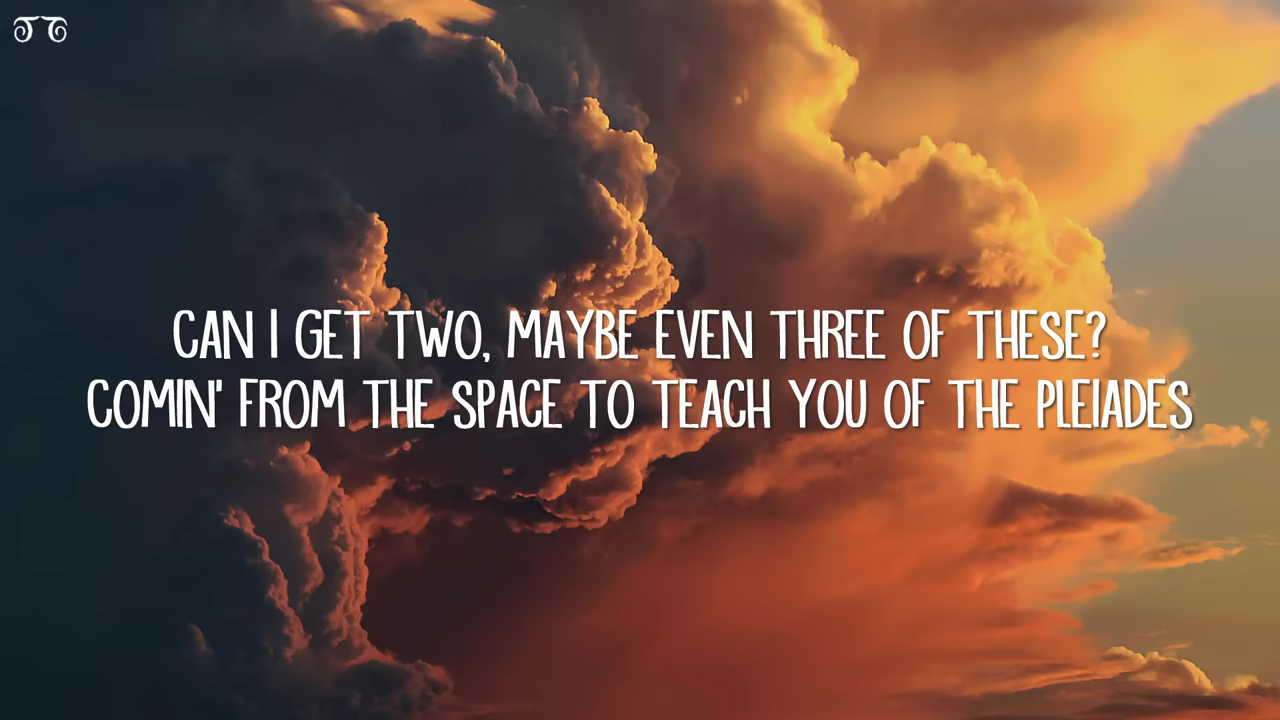 CAN I GET TWO, MAYBE EVEN THREE OF THESE?
COMIN' FROM THE SPACE TO TEACH YOU OF THE PLEIADES